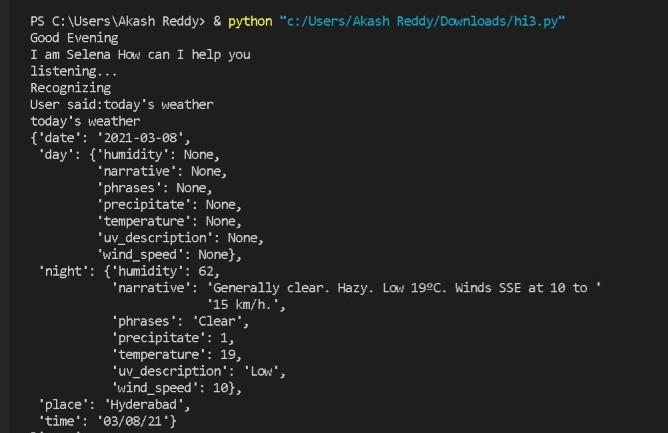 PS C:\Users\Akash Reddy> & python "c:/Users/Akash Reddy/Downloads/hi3.py"
Good Evening
I am Selena How can I help you
listening...
Recognizing
User said:today's weather
today's weather
{'date': '2021-03-08',
 'day': {'humidity': None,
         'narrative': None,
         'phrases': None,
         'precipitate': None,
         'temperature': None,
         'uv_description': None,
         'wind_speed': None},
 'night': {'humidity': 62,
           'narrative': 'Generally clear. Hazy. Low 19ºC. Winds SSE at 10 to '
                        '15 km/h.',
           'phrases': 'Clear',
           'precipitate': 1,
           'temperature': 19,
           'uv_description': 'Low',
           'wind_speed': 10},
 'place': 'Hyderabad',
 'time': '03/08/21'}